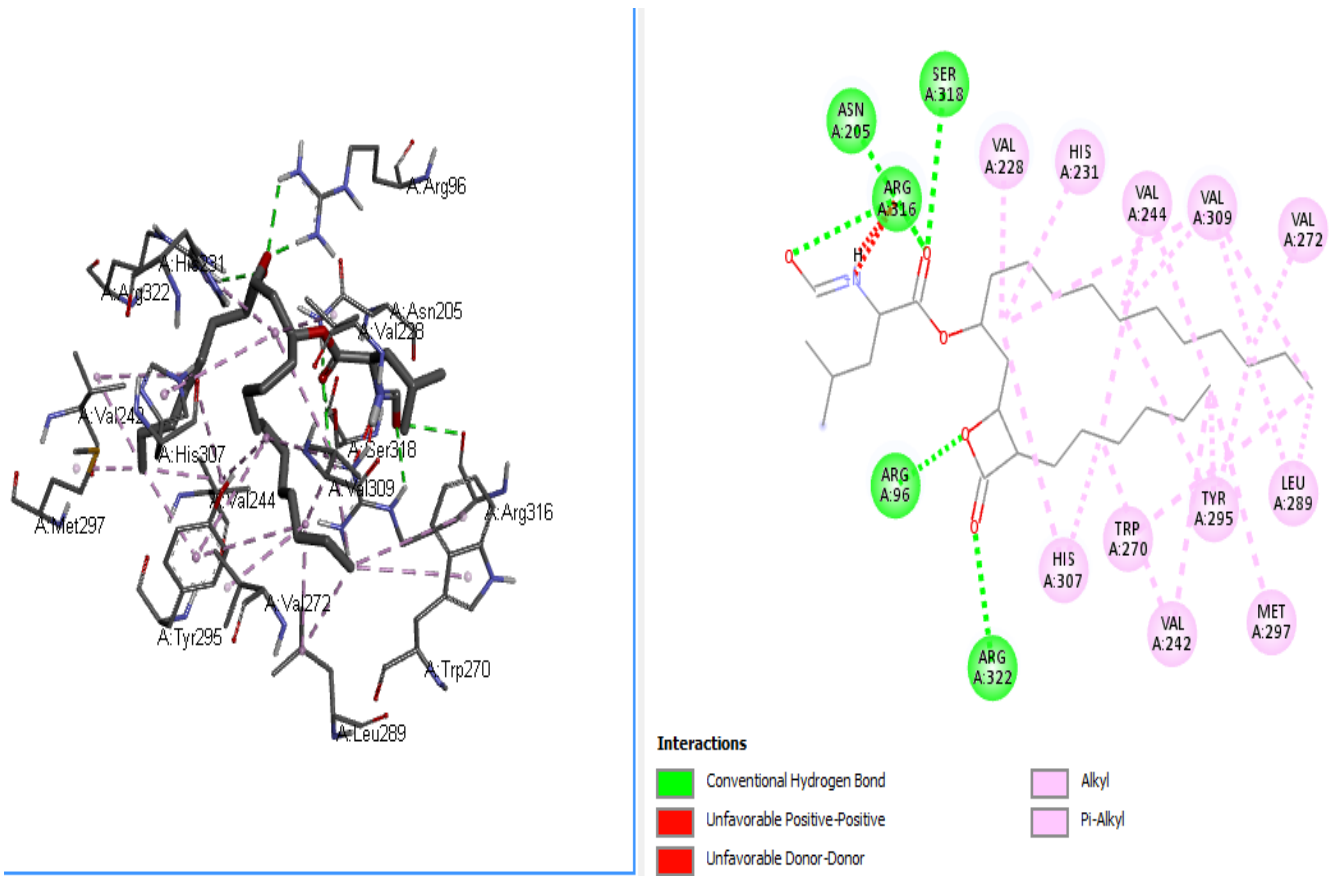 A:Arg96
A:His231
A:Arg322
A:Asn205
A:Val228
A:Val242
A:His307
A:Ser318
A:Val309
A:Val244
A:Arg316
A:Met297
A:Val272
A:Tyr295
A:Trp270
A:Leu289
SER
A:318
ASN
A:205
VAL
A:228
HIS
A:231
ARG
A:316
VAL
A:244
VAL
A:309
VAL
A:272
O
H
N
O
O
O
O
ARG
A:96
TYR
A:295
LEU
A:289
TRP
A:270
HIS
A:307
MET
A:297
VAL
A:242
ARG
A:322
Interactions
Conventional Hydrogen Bond
Unfavorable Positive-Positive
Unfavorable Donor-Donor
Alkyl
Pi-Alkyl